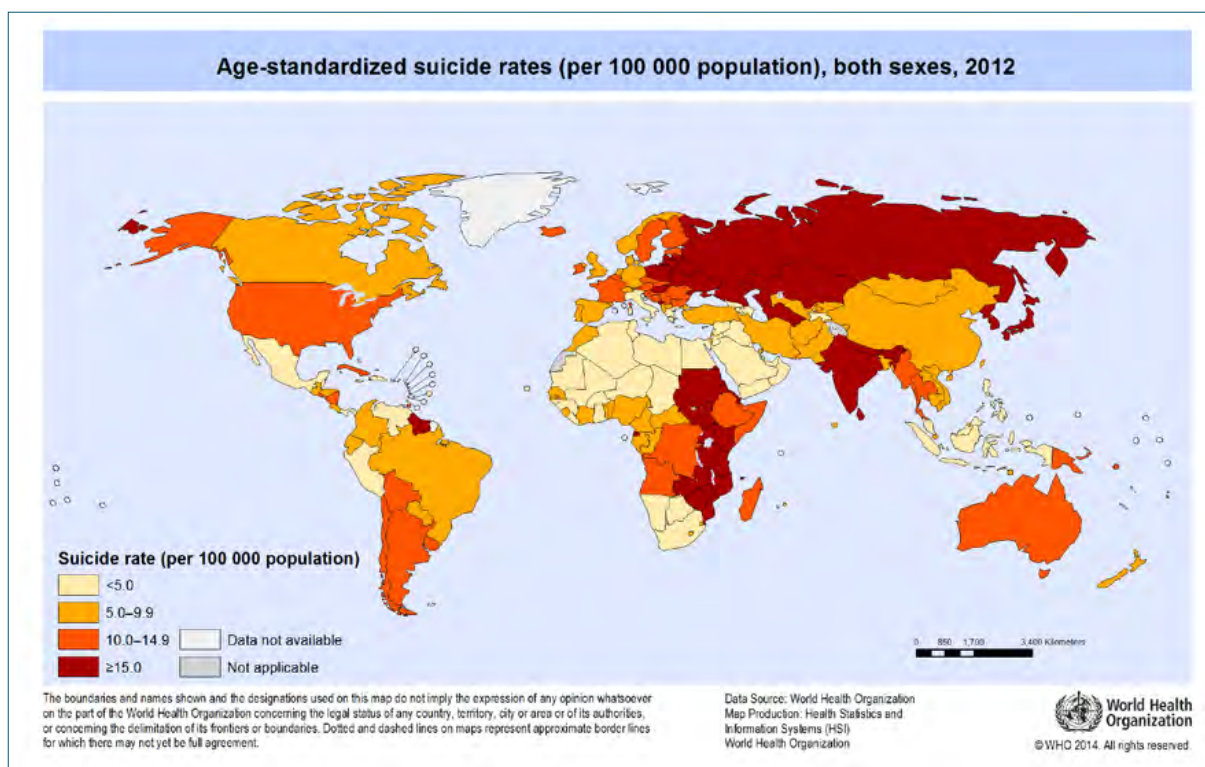 Age-standardized suicide rates (per 100 000 population), both sexes, 2012
Suicide rate (per 100 000 population)
<5.0
5.0–9.9
10.0–14.9
≥15.0
Data not available
Not applicable
0 850 1,700 3,400 Kilometres
The boundaries and names shown and the designations used on this map do not imply the expression of any opinion whatsoever
on the part of the World Health Organization concerning the legal status of any country, territory, city or area or of its authorities,
or concerning the delimitation of its frontiers or boundaries. Dotted and dashed lines on maps represent approximate border lines
for which there may not yet be full agreement.
Data Source: World Health Organization
Map Production: Health Statistics and
Information Systems (HSI)
World Health Organization
World Health
Organization
© WHO 2014. All rights reserved.